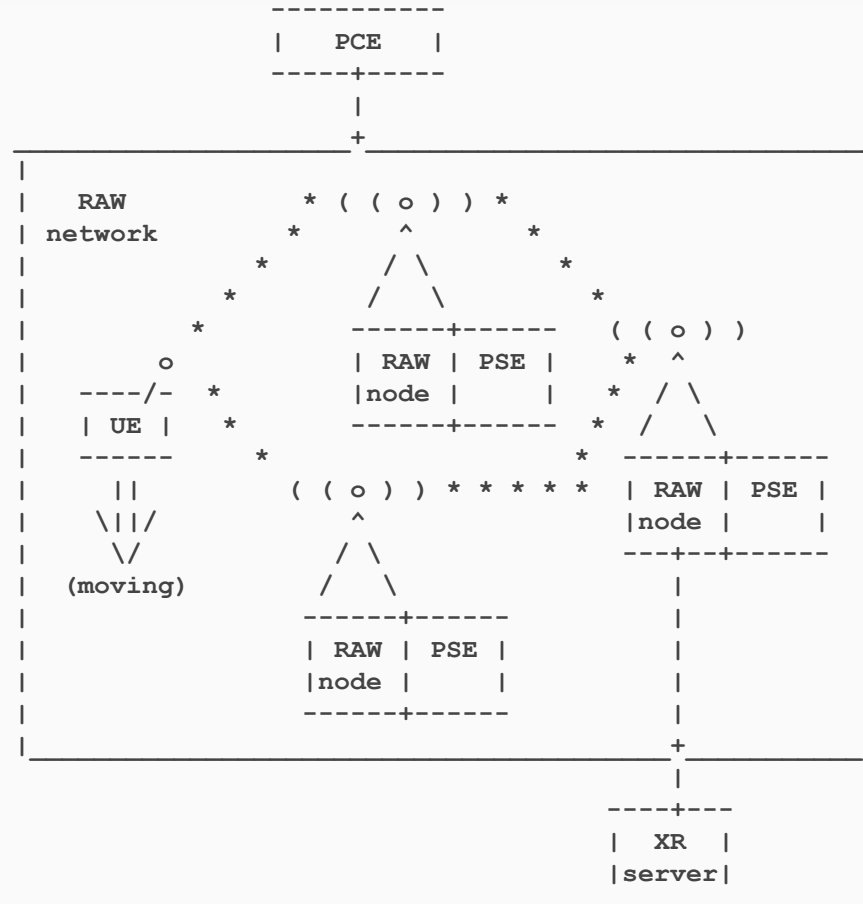 PCE
RAW
network
RAW | PSE
node
UE
RAW | PSE
node
(moving)
RAW | PSE
node
XR
server